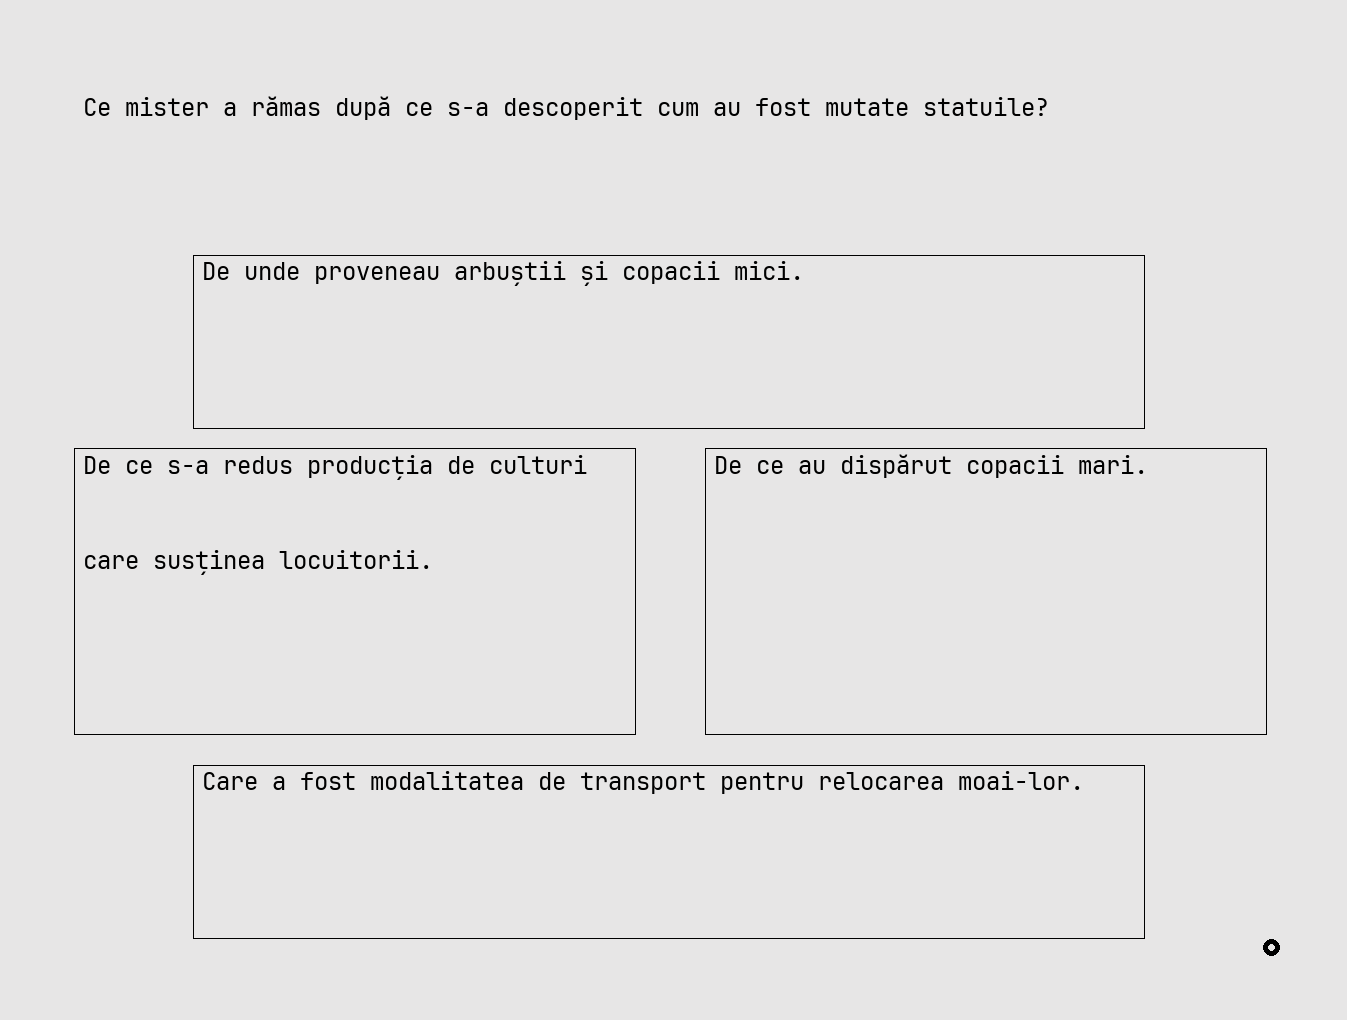 Ce mister a rămas după ce s-a descoperit cum au fost mutate statuile?
De unde proveneau arbuștii și copacii mici.
De ce s-a redus producția de culturi
care susținea locuitorii.
De ce au dispărut copacii mari.
Care a fost modalitatea de transport pentru relocarea moai-lor.